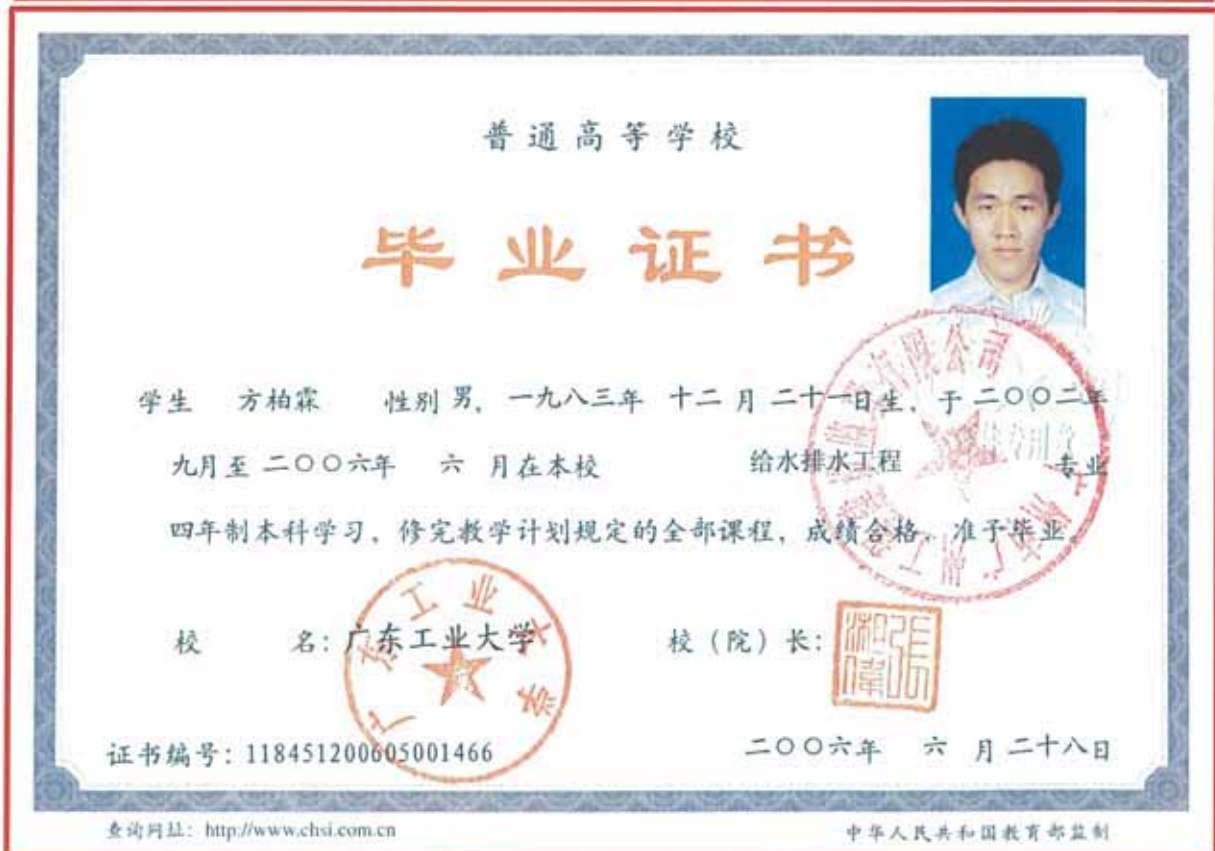 普通高等学校
毕业证书
学生 方柏霖 性别 男，一九八三年 十二 月 二十一日生，于 二〇〇二年
九月至 二〇〇六年 六 月在本校 给水排水工程 专业
四年制本科学习，修完教学计划规定的全部课程，成绩合格，准予毕业。
校 名：广东工业大学 校（院）长：
广东工业大学
证书编号：118451200605001466 二〇〇六年 六 月 二十八日
查询网址：http://www.chsi.com.cn 中华人民共和国教育部监制